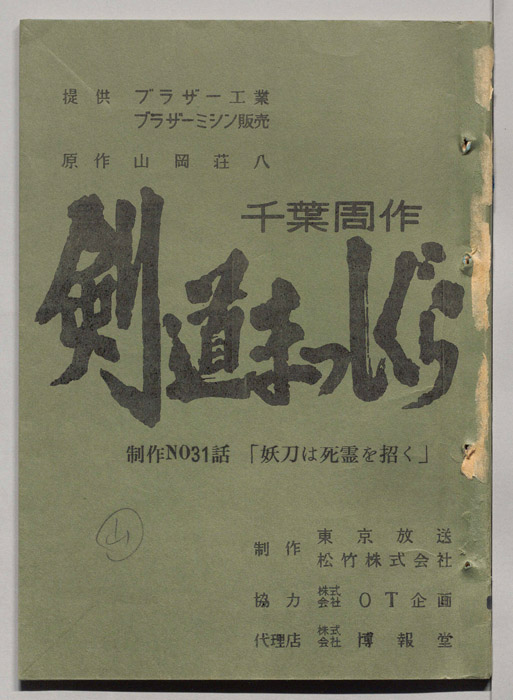 提供 ブラザー工業
ブラザーミシン販売
原作 山岡荘八
千葉周作
剣道まっしぐら
制作NO31話 「妖刀は死霊を招く」
山
制作 東京放送
松竹株式会社
協力 株式会社 OT企画
代理店 株式会社 博報堂